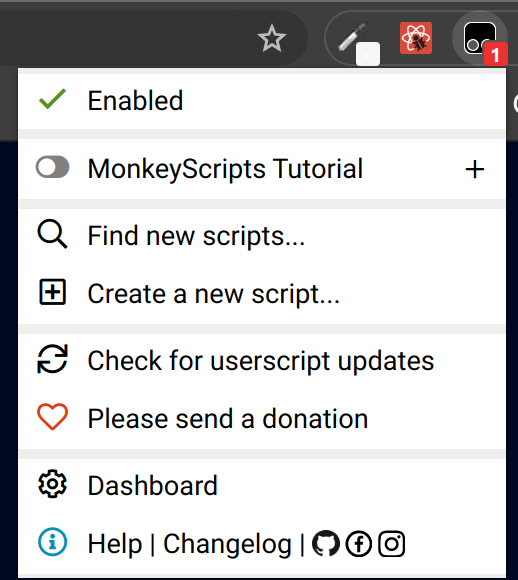 1
Enabled
MonkeyScripts Tutorial +
Find new scripts...
Create a new script...
Check for userscript updates
Please send a donation
Dashboard
Help | Changelog |